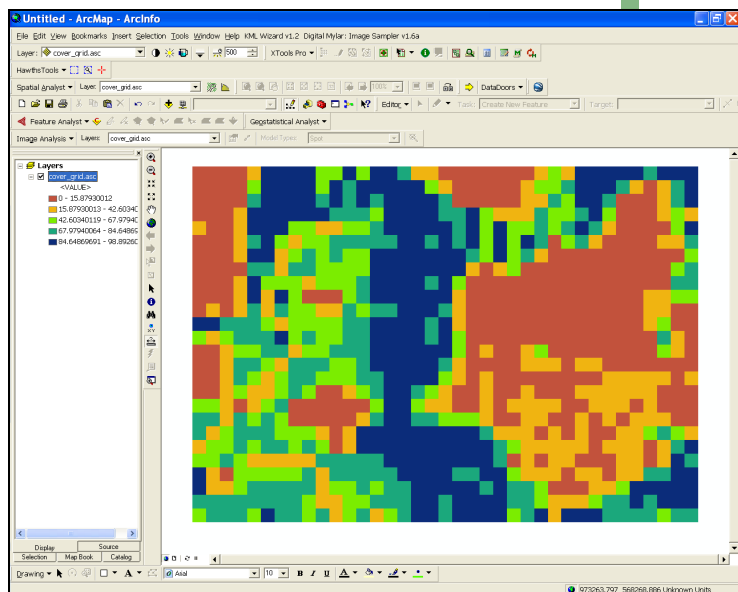 Untitled - ArcMap - ArcInfo
File Edit View Bookmarks Insert Selection Tools Window Help KML Wizard v1.2 Digital Mylar: Image Sampler v1.6a
Layer: cover_grid.asc 500 XTools Pro
HawthsTools
Spatial Analyst Layer: cover_grid.asc 100% DataDoors
Editor Task: Create New Feature Target:
Feature Analyst Geostatistical Analyst
Image Analysis Layers: cover_grid.asc Model Types: Spot
Layers
cover_grid.asc
<VALUE>
0 - 15.87930012
15.87930013 - 42.6034C
42.60340119 - 67.9794C
67.97940064 - 84.64869
84.64869691 - 98.8926C
Display Source
Selection Map Book Catalog
Drawing A Arial 10 B I U A
973263.797 568268.886 Unknown Units